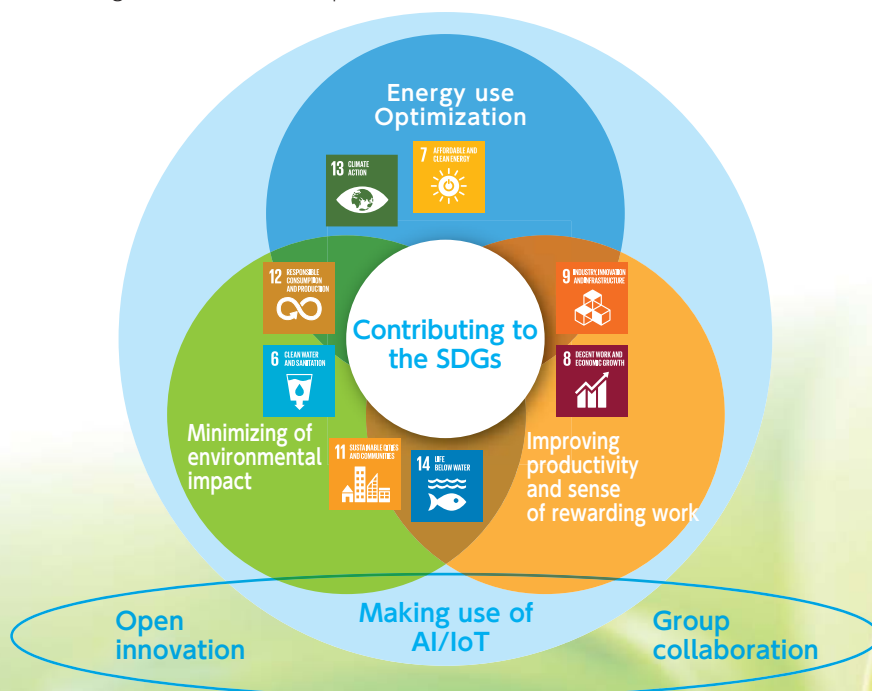 Energy use
Optimization
13 CLIMATE
ACTION
7 AFFORDABLE AND
CLEAN ENERGY
12 RESPONSIBLE
CONSUMPTION
AND PRODUCTION
9 INDUSTRY, INNOVATION
AND INFRASTRUCTURE
Contributing to
the SDGs
6 CLEAN WATER
AND SANITATION
8 DECENT WORK AND
ECONOMIC GROWTH
Minimizing of
environmental
impact
11 SUSTAINABLE CITIES
AND COMMUNITIES
14 LIFE
BELOW WATER
Improving
productivity
and sense
of rewarding work
Open
innovation
Making use of
AI/IoT
Group
collaboration